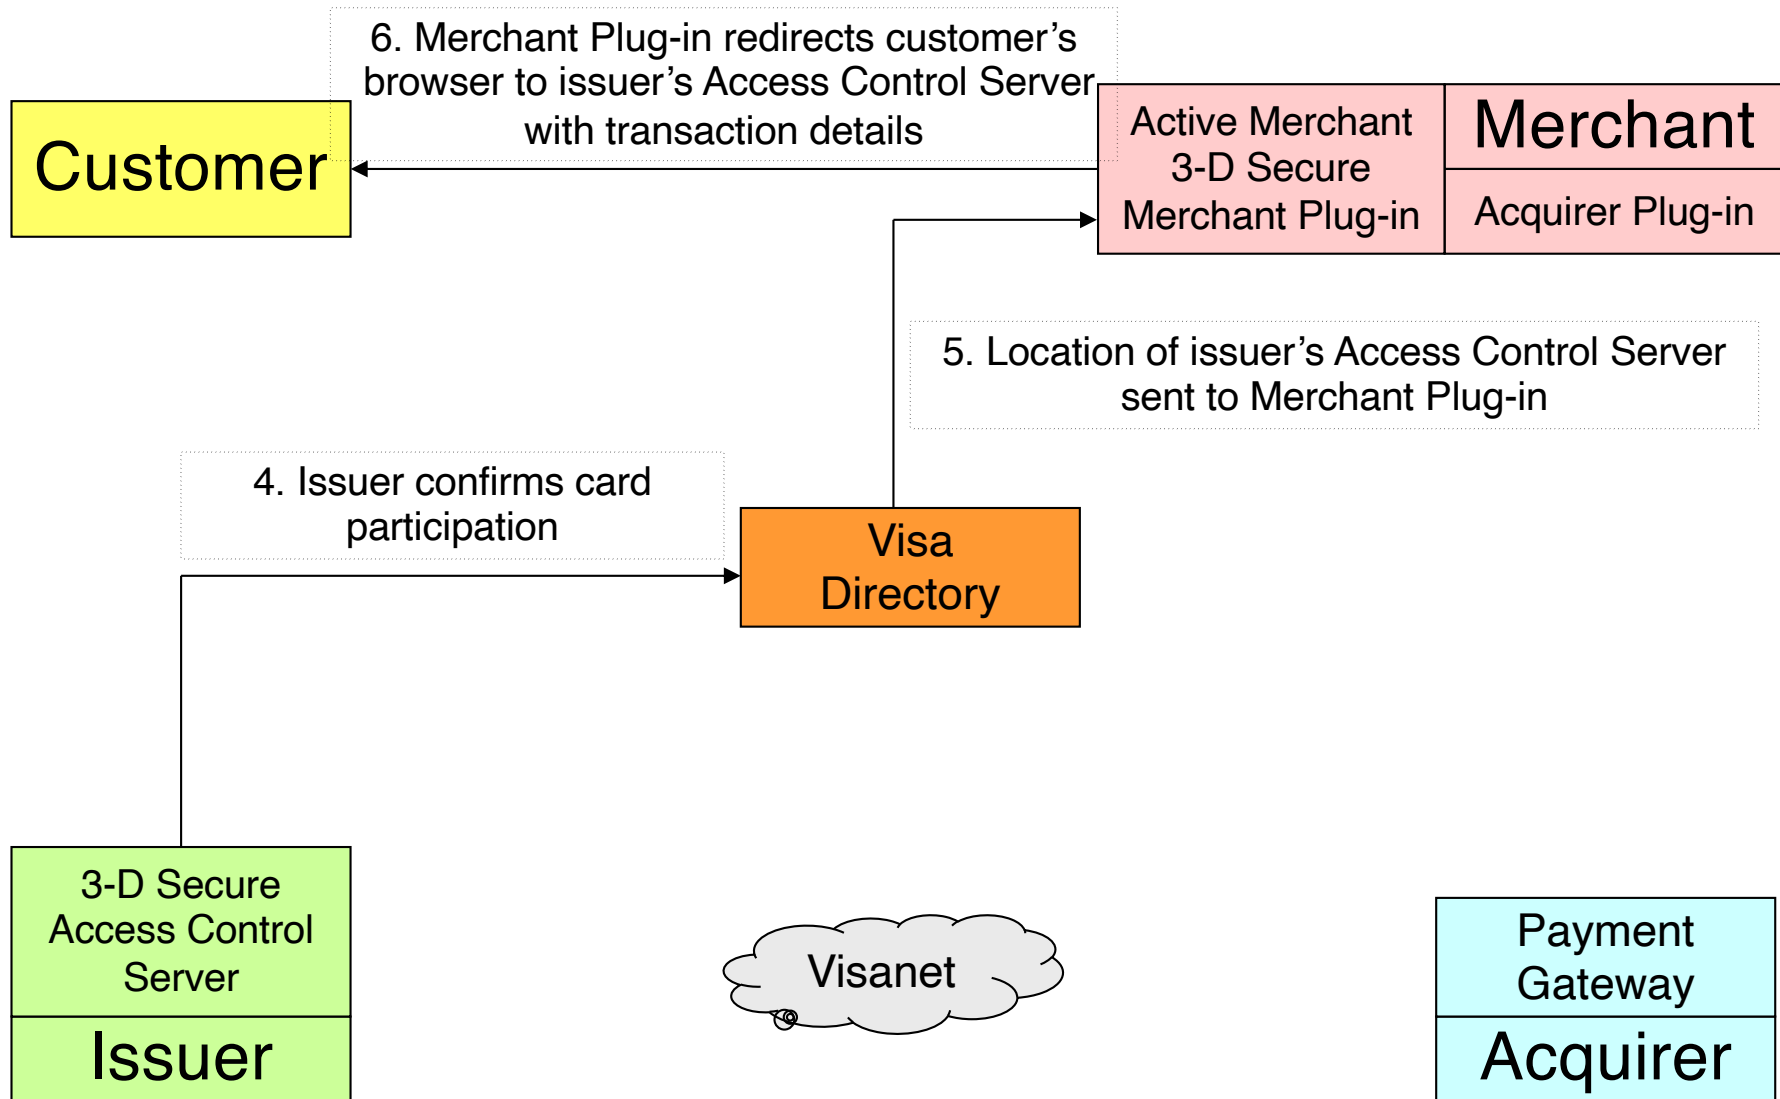 6. Merchant Plug-in redirects customer’s
browser to issuer’s Access Control Server
with transaction details
Customer
Active Merchant
3-D Secure
Merchant Plug-in
Merchant
Acquirer Plug-in
5. Location of issuer’s Access Control Server
sent to Merchant Plug-in
4. Issuer confirms card
participation
Visa
Directory
3-D Secure
Access Control
Server
Issuer
Visanet
Payment
Gateway
Acquirer